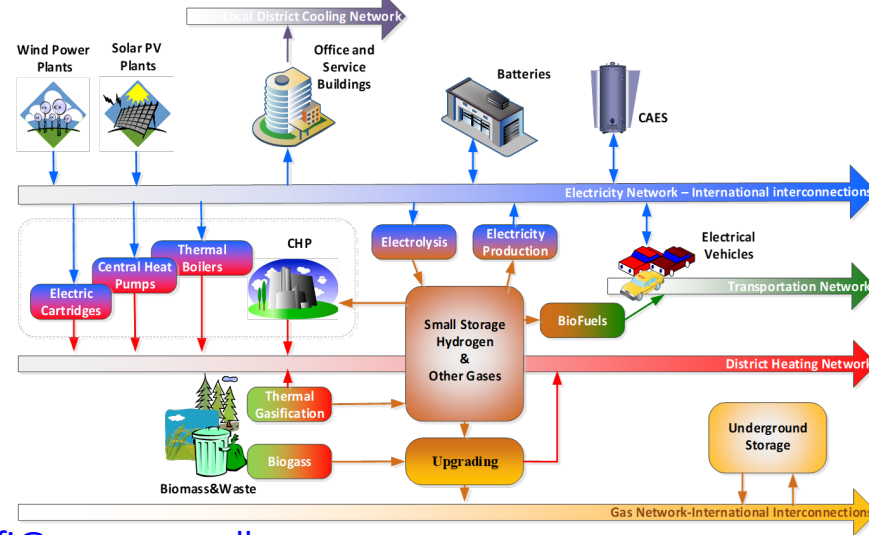 Local District Cooling Network
Wind Power
Plants
Solar PV
Plants
Office and
Service
Buildings
Batteries
CAES
Electricity Network – International interconnections
Thermal
Boilers
Central Heat
Pumps
Electric
Cartridges
CHP
Electrolysis
Electricity
Production
Electrical
Vehicles
Transportation Network
Small Storage
Hydrogen
&
Other Gases
BioFuels
District Heating Network
Thermal
Gasification
Biogass
Biomass&Waste
Upgrading
Underground
Storage
Gas Network-International Interconnections